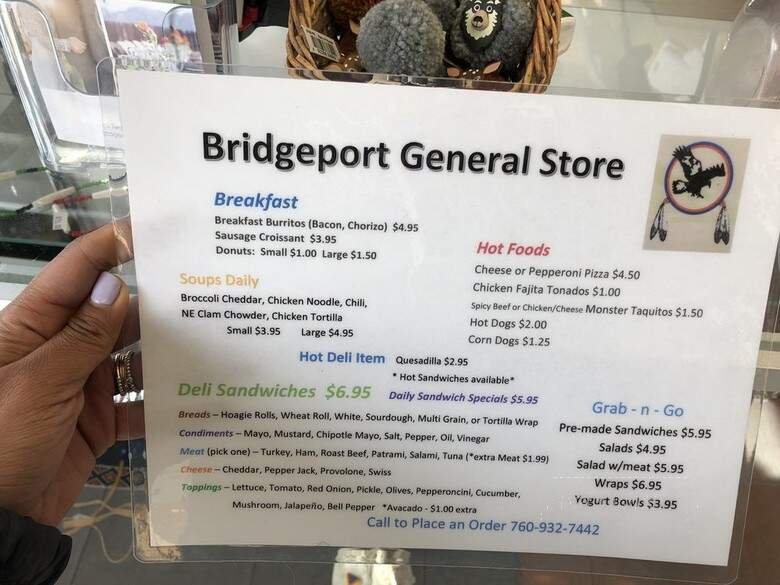 Bridgeport General Store
Breakfast
Breakfast Burritos (Bacon, Chorizo) $4.95
Sausage Croissant $3.95
Donuts: Small $1.00 Large $1.50
Soups Daily
Broccoli Cheddar, Chicken Noodle, Chili,
NE Clam Chowder, Chicken Tortilla
Small $3.95 Large $4.95
Hot Foods
Cheese or Pepperoni Pizza $4.50
Chicken Fajita Tonados $1.00
Spicy Beef or Chicken/Cheese Monster Taquitos $1.50
Hot Dogs $2.00
Corn Dogs $1.25
Hot Deli Item Quesadilla $2.95
* Hot Sandwiches available*
Deli Sandwiches $6.95 Daily Sandwich Specials $5.95
Breads – Hoagie Rolls, Wheat Roll, White, Sourdough, Multi Grain, or Tortilla Wrap
Condiments – Mayo, Mustard, Chipotle Mayo, Salt, Pepper, Oil, Vinegar
Meat (pick one) – Turkey, Ham, Roast Beef, Patrami, Salami, Tuna (*extra Meat $1.99)
Cheese – Cheddar, Pepper Jack, Provolone, Swiss
Toppings – Lettuce, Tomato, Red Onion, Pickle, Olives, Pepperoncini, Cucumber,
Mushroom, Jalapeño, Bell Pepper *Avacado - $1.00 extra
Grab - n - Go
Pre-made Sandwiches $5.95
Salads $4.95
Salad w/meat $5.95
Wraps $6.95
Yogurt Bowls $3.95
Call to Place an Order 760-932-7442